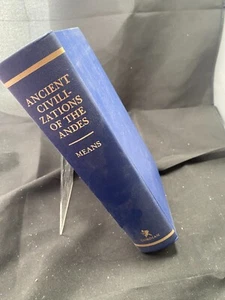 ANCIENT
CIVILI-
ZATIONS
OF THE
ANDES
MEANS